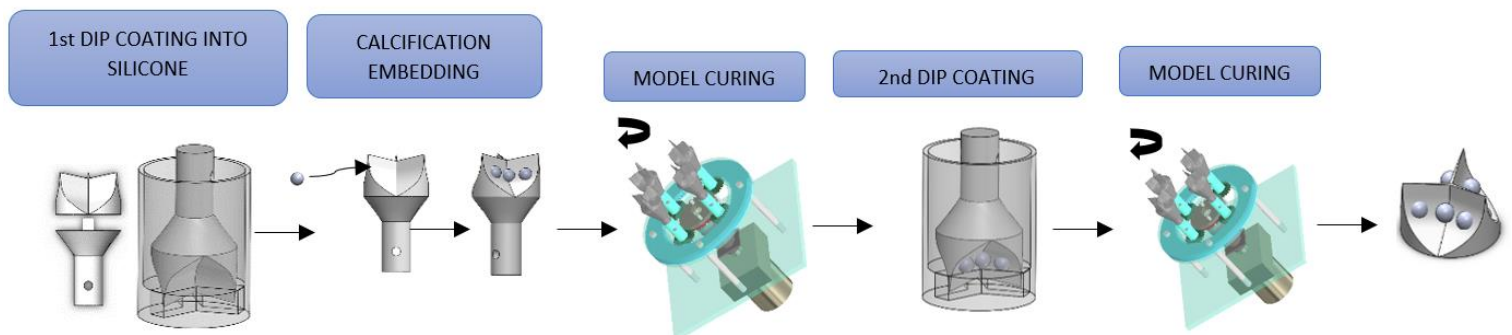 1st DIP COATING INTO
SILICONE
CALCIFICATION
EMBEDDING
MODEL CURING
2nd DIP COATING
MODEL CURING